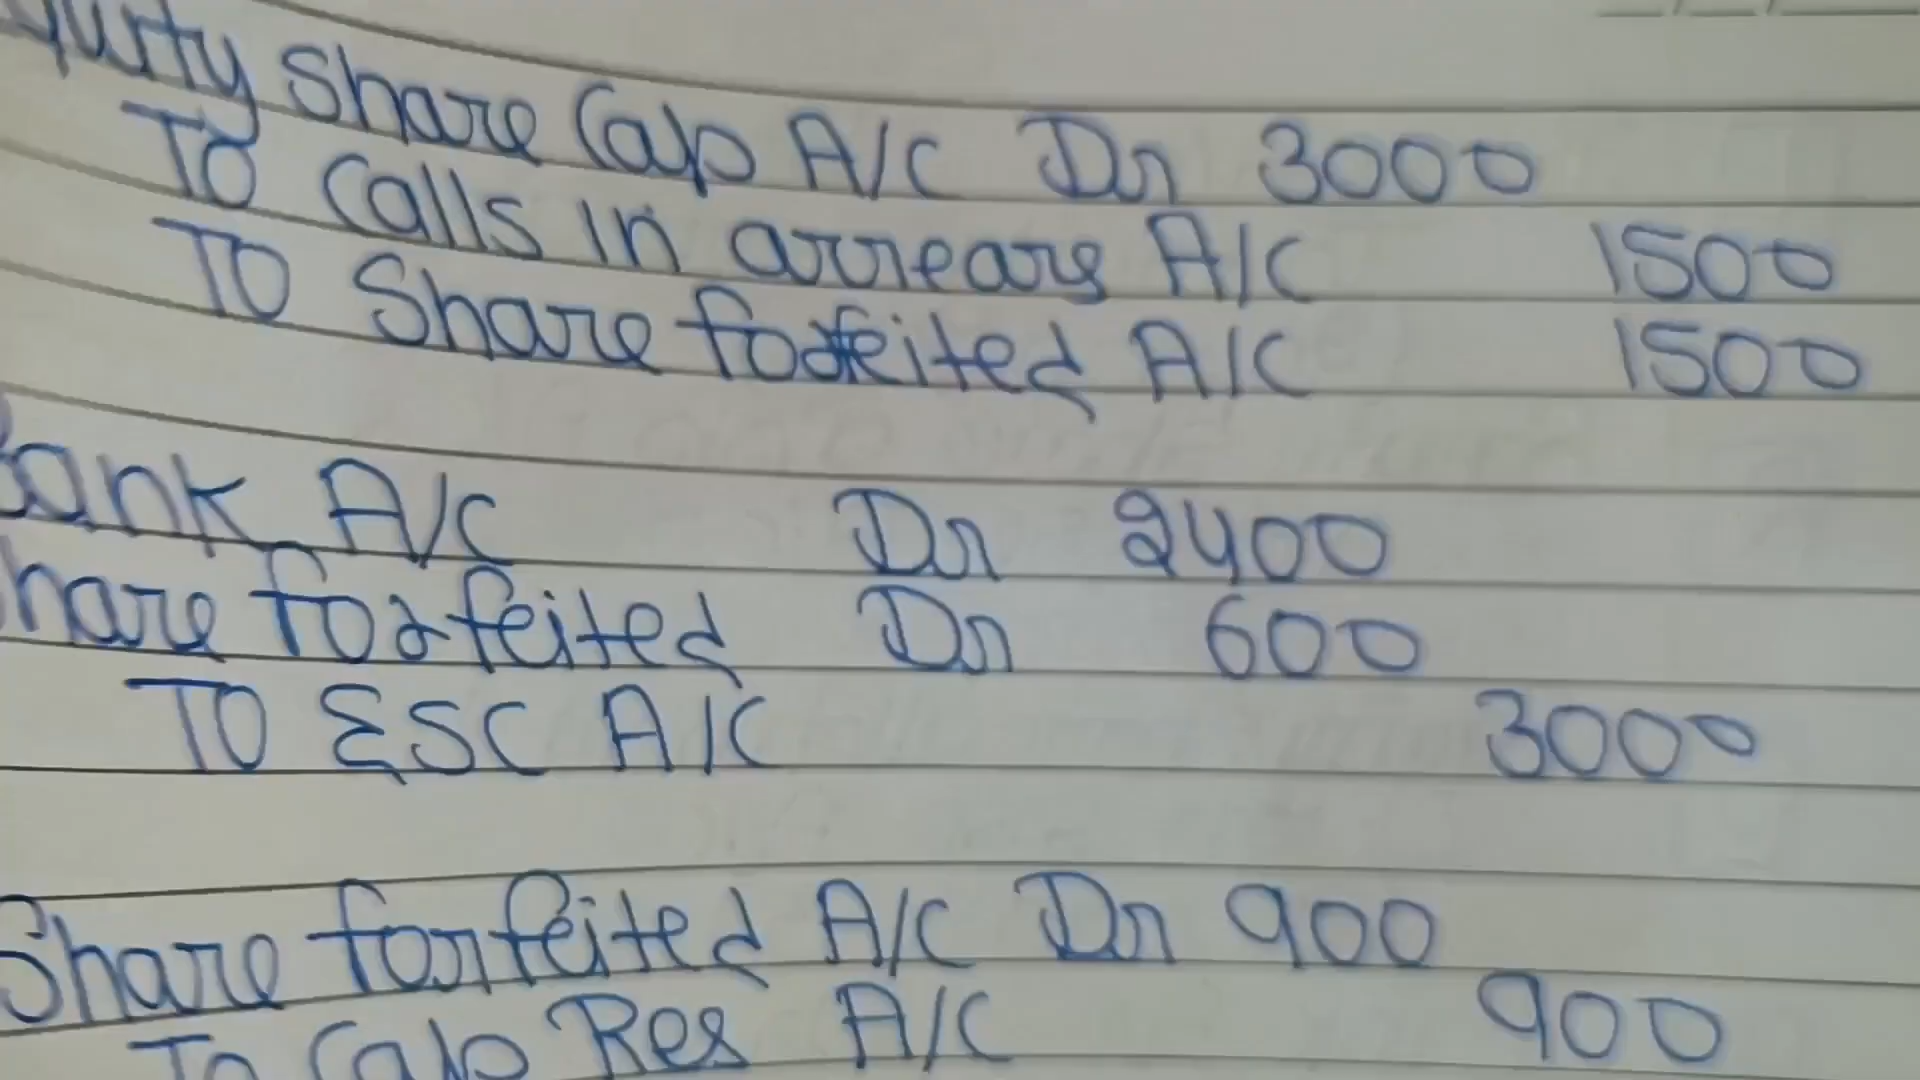 Equity Share Cap A/C Dr 3000
To Calls in arrears A/C 1500
To Share forfeited A/C 1500
Bank A/C Dr 2400
Share forfeited Dr 600
To ESC A/C 3000
Share forfeited A/C Dr 900
To Cap Res A/C 900